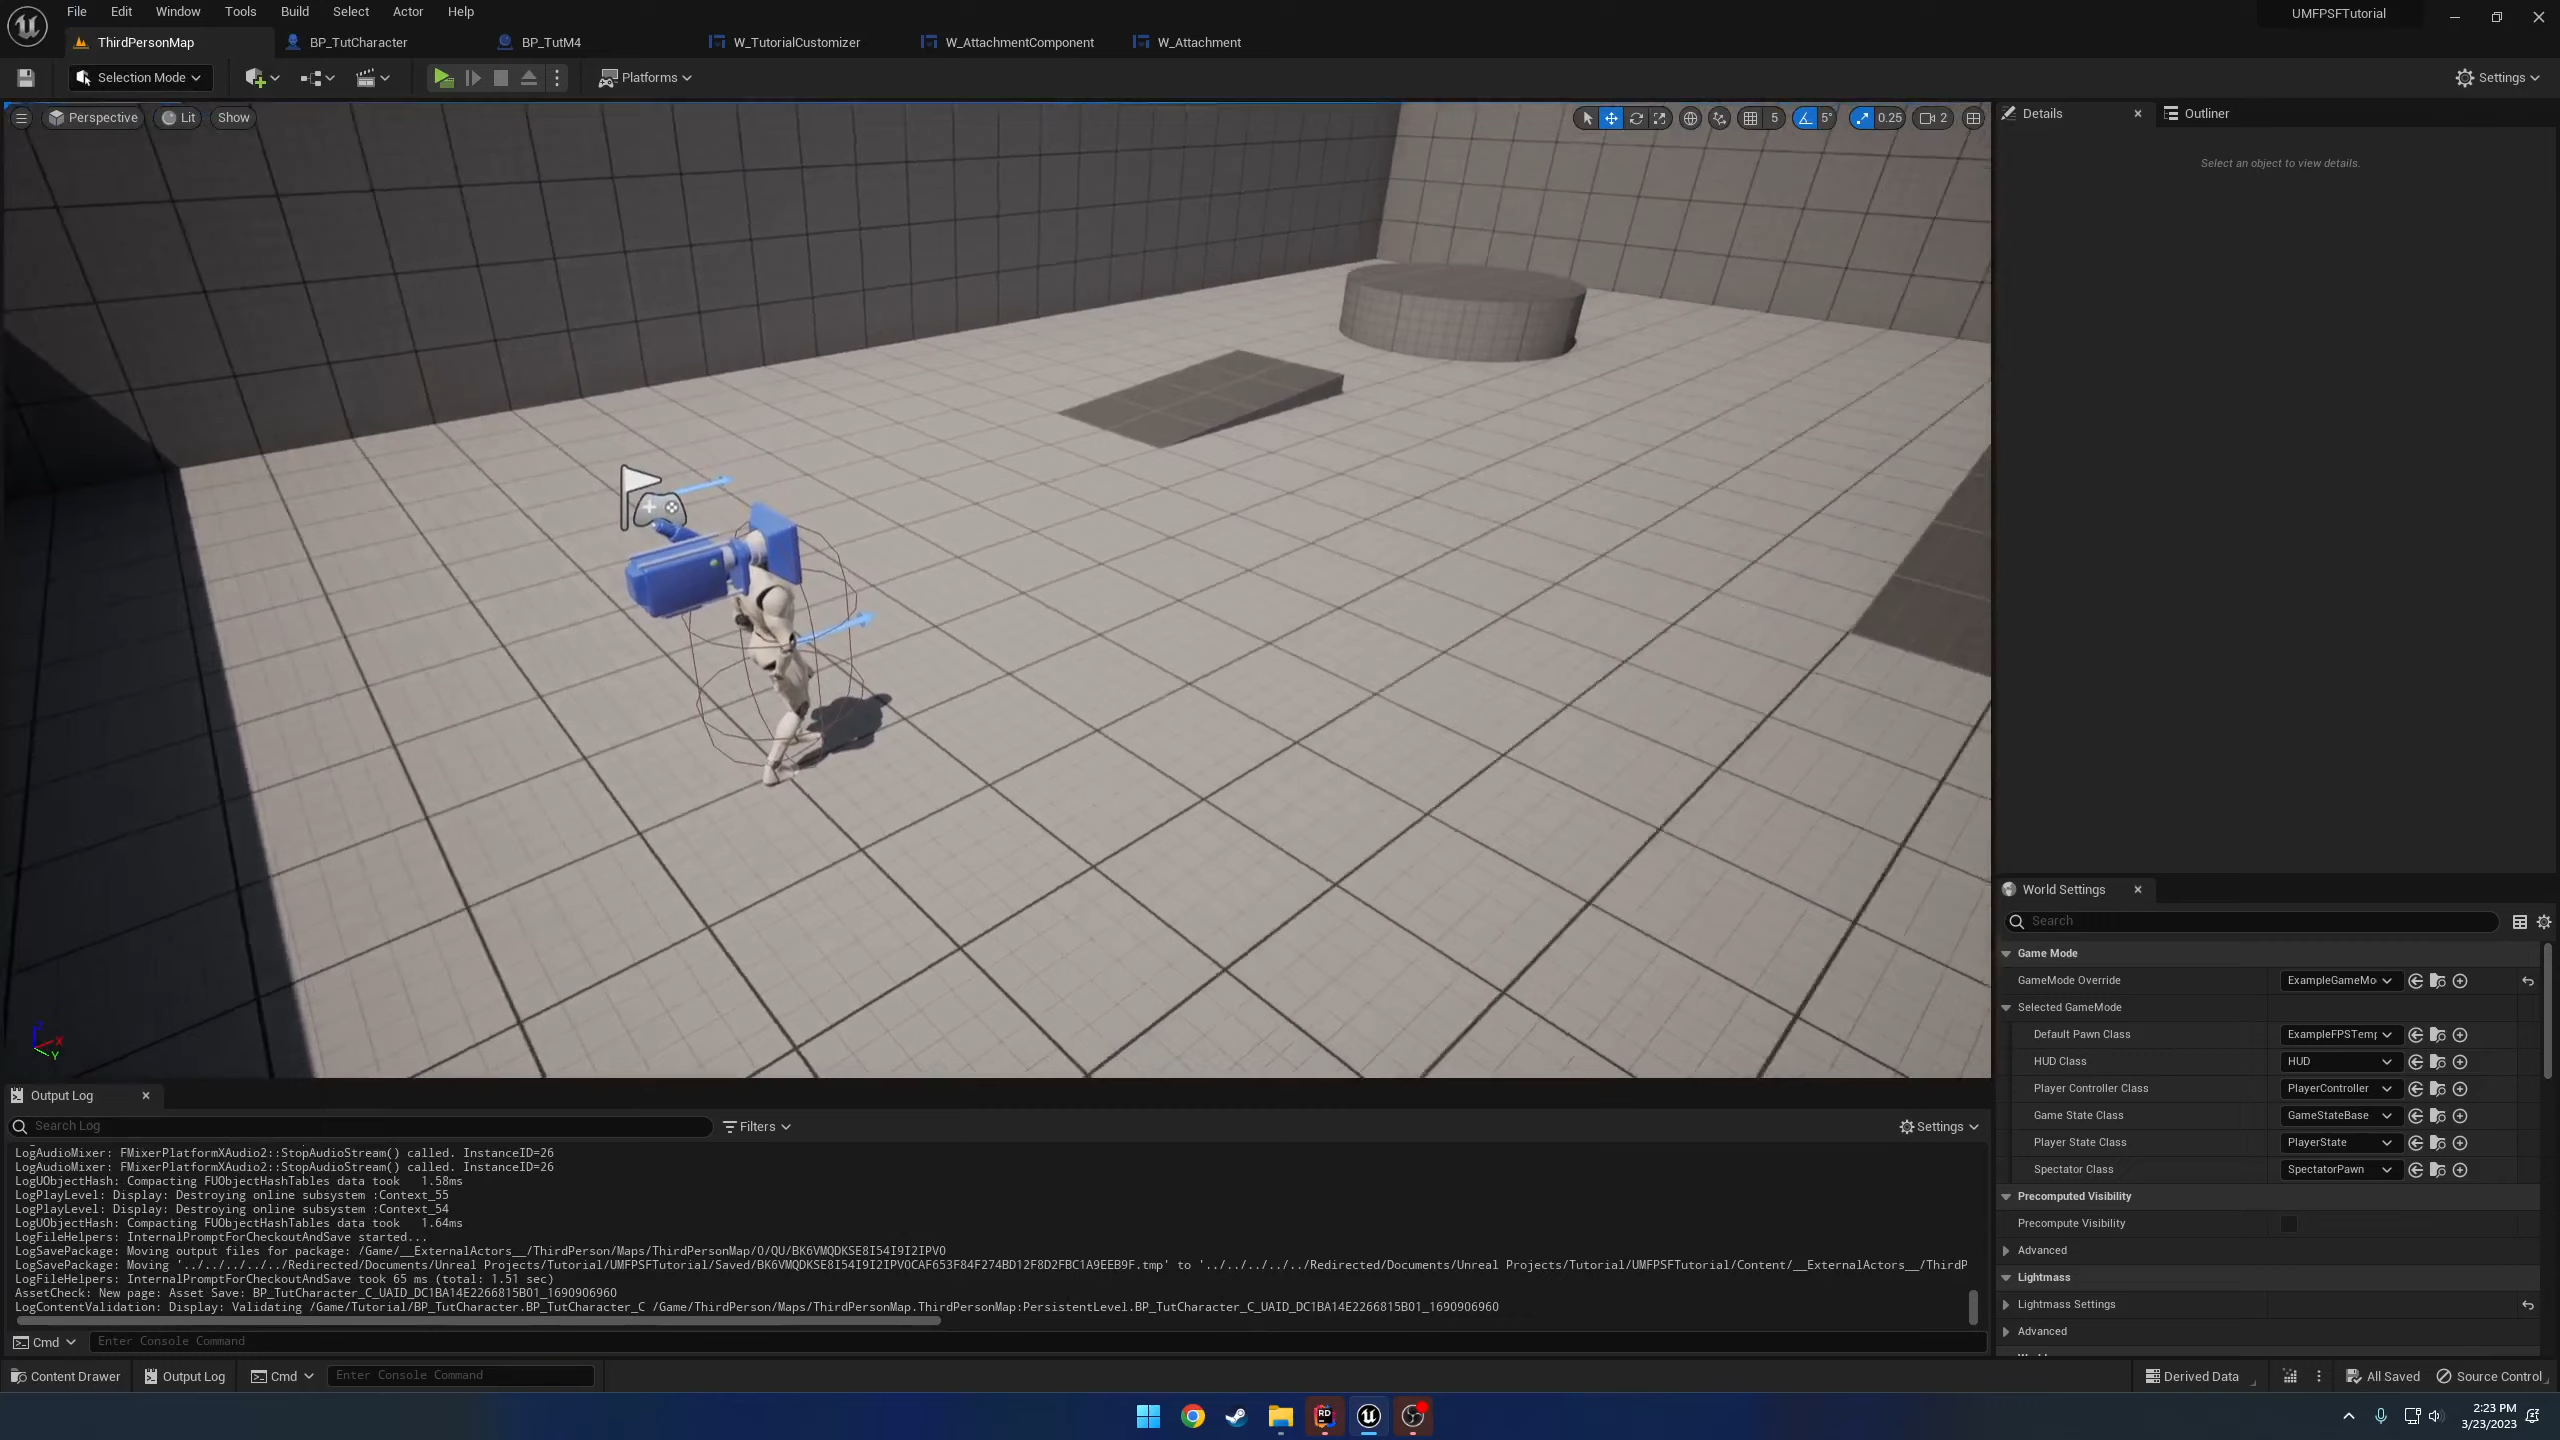 File Edit Window Tools Build Select Actor Help
UMFPSFTutorial
ThirdPersonMap BP_TutCharacter BP_TutM4 W_TutorialCustomizer W_AttachmentComponent W_Attachment
Selection Mode Platforms Settings
Perspective Lit Show 5 5° 0.25 2
Details Outliner
Select an object to view details.
World Settings
Search
Game Mode
GameMode Override ExampleGameMo
Selected GameMode
Default Pawn Class ExampleFPSTemp
HUD Class HUD
Player Controller Class PlayerController
Game State Class GameStateBase
Player State Class PlayerState
Spectator Class SpectatorPawn
Precomputed Visibility
Precompute Visibility
Advanced
Lightmass
Lightmass Settings
Advanced
Z X Y
Output Log
Search Log Filters Settings
LogAudioMixer: FMixerPlatformXAudio2::StopAudioStream() called. InstanceID=26
LogAudioMixer: FMixerPlatformXAudio2::StopAudioStream() called. InstanceID=26
LogUObjectHash: Compacting FUObjectHashTables data took 1.58ms
LogPlayLevel: Display: Destroying online subsystem :Context_55
LogPlayLevel: Display: Destroying online subsystem :Context_54
LogUObjectHash: Compacting FUObjectHashTables data took 1.64ms
LogFileHelpers: InternalPromptForCheckoutAndSave started...
LogSavePackage: Moving output files for package: /Game/__ExternalActors__/ThirdPerson/Maps/ThirdPersonMap/0/QU/BK6VMQDKSE8I54I9I2IPV0
LogSavePackage: Moving '../../../../../Redirected/Documents/Unreal Projects/Tutorial/UMFPSFTutorial/Saved/BK6VMQDKSE8I54I9I2IPV0CAF653F84F274BD12F8D2FBC1A9EEB9F.tmp' to '../../../../../Redirected/Documents/Unreal Projects/Tutorial/UMFPSFTutorial/Content/__ExternalActors__/ThirdP
LogFileHelpers: InternalPromptForCheckoutAndSave took 65 ms (total: 1.51 sec)
AssetCheck: New page: Asset Save: BP_TutCharacter_C_UAID_DC1BA14E2266815B01_1690906960
LogContentValidation: Display: Validating /Game/Tutorial/BP_TutCharacter.BP_TutCharacter_C /Game/ThirdPerson/Maps/ThirdPersonMap.ThirdPersonMap:PersistentLevel.BP_TutCharacter_C_UAID_DC1BA14E2266815B01_1690906960
Cmd Enter Console Command
Content Drawer Output Log Cmd Enter Console Command Derived Data All Saved Source Control
RD
2:23 PM
3/23/2023